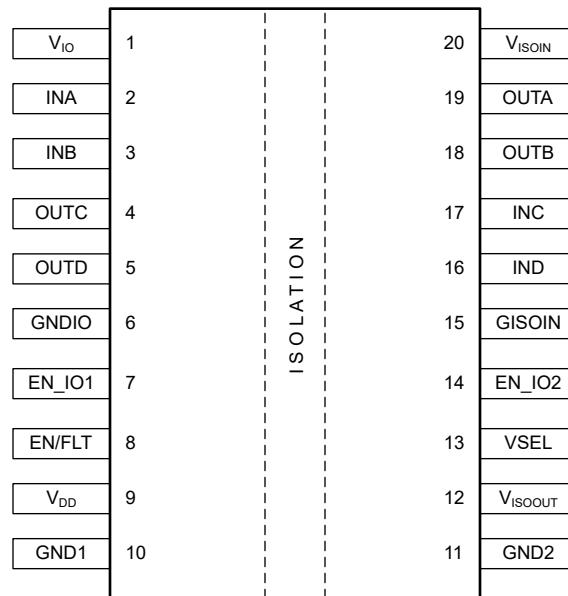 V_IO 1 20 V_ISOIN
INA 2 19 OUTA
INB 3 18 OUTB
OUTC 4 17 INC
OUTD 5 16 IND
GNDIO 6 15 GISOIN
EN_IO1 7 14 EN_IO2
EN/FLT 8 13 VSEL
V_DD 9 12 V_ISOOUT
GND1 10 11 GND2
ISOLATION